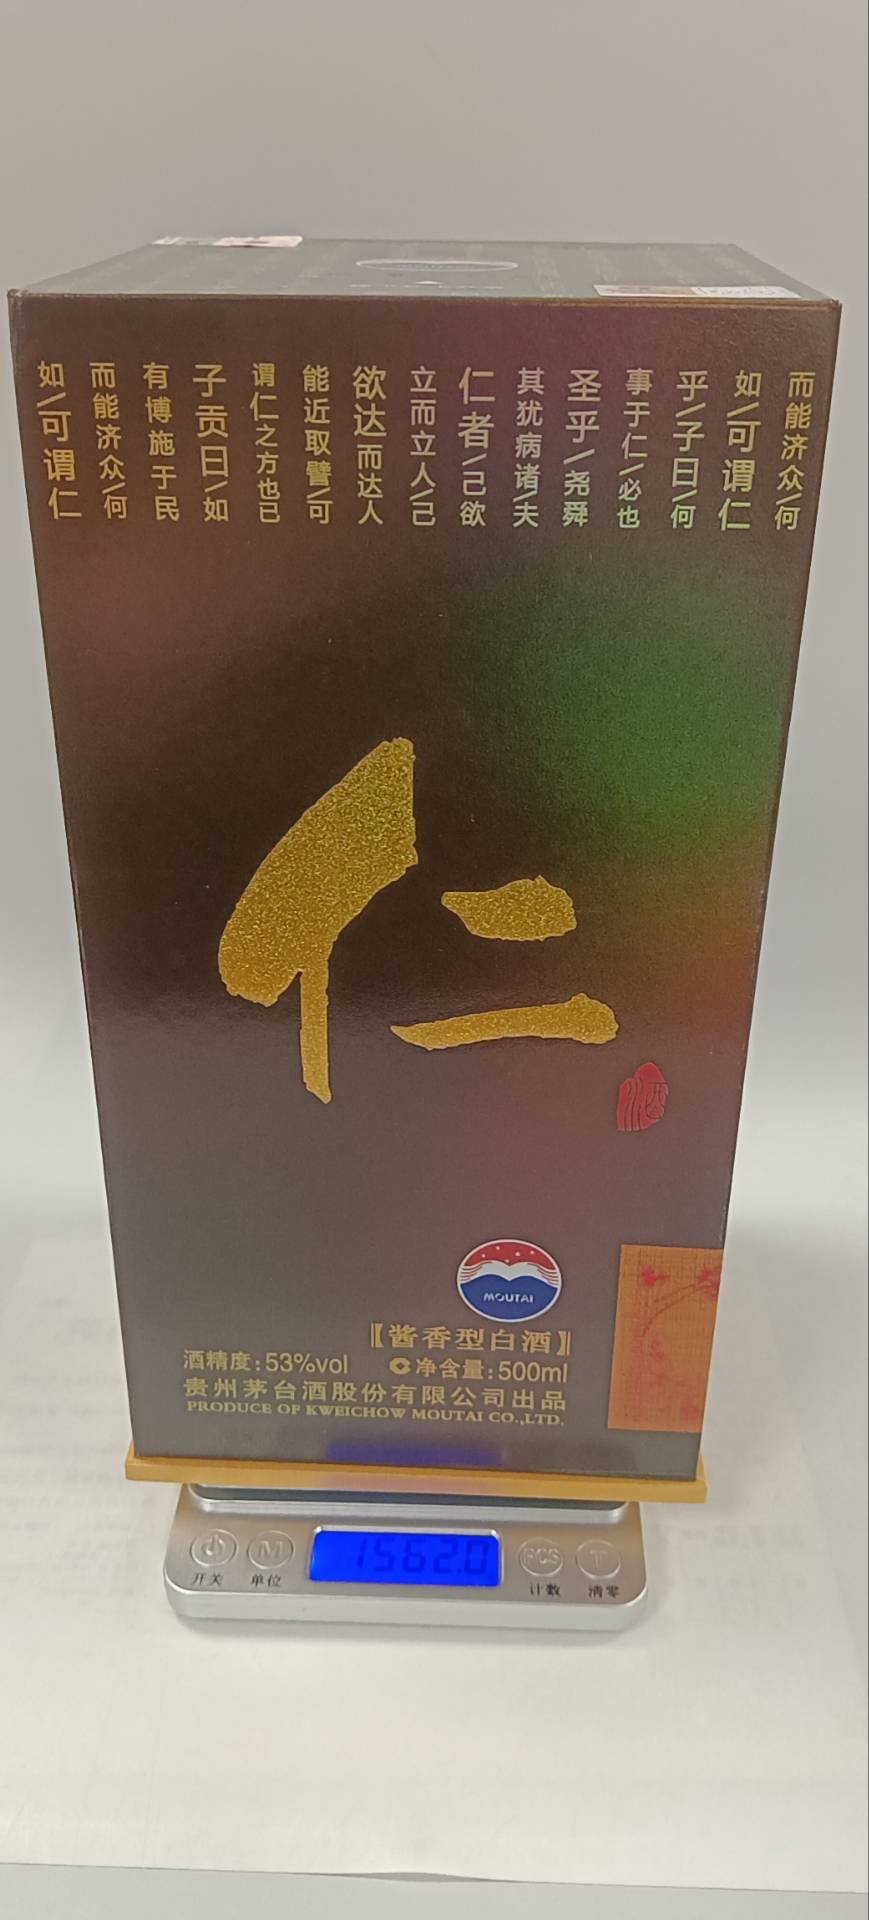 MOUTAI
如\可谓仁
而能济众\何
有博施于民
子贡曰\如
谓仁之方也已
能近取譬\可
欲达而达人
立而立人\己
仁者\己欲
其犹病诸\夫
圣乎\尧舜
事于仁\必也
乎\子曰\何
如\可谓仁
而能济众\何
仁
酒
MOUTAI
【酱香型白酒】
酒精度:53%vol 净含量:500ml
贵州茅台酒股份有限公司出品
PRODUCE OF KWEICHOW MOUTAI CO.,LTD.
M 1562.0 PCS T
开关 单位 计数 清零